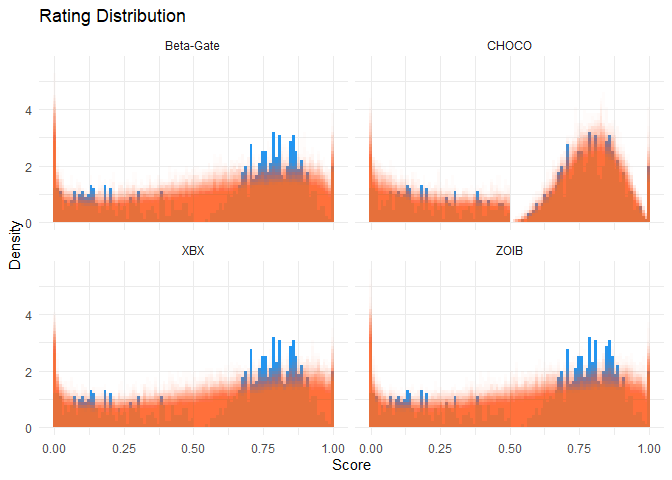 Rating Distribution
Beta-Gate
CHOCO
4
2
0
XBX
ZOIB
4
2
0
Density
0.00 0.25 0.50 0.75 1.00
0.00 0.25 0.50 0.75 1.00
Score